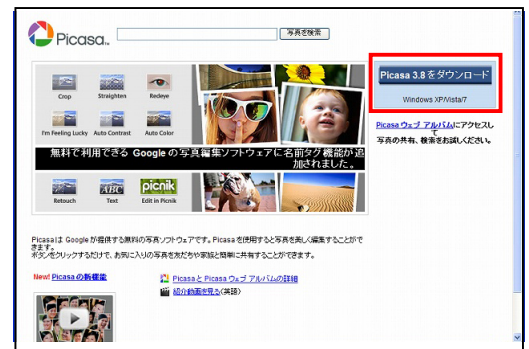 Picasa™
写真を検索
Picasa 3.8 をダウンロード
Windows XP/Vista/7
Picasa ウェブ アルバムにアクセスし
て
写真の共有、検索をお試しください。
Crop
Straighten
Redeye
I'm Feeling Lucky
Auto Contrast
Auto Color
無料で利用できる Google の写真編集ソフトウェアに名前タグ機能が追
加されました。
Retouch
ABC
Text
picnik
Edit in Picnik
Picasaは Google が提供する無料の写真ソフトウェアです。Picasa を使用すると写真を美しく編集することがで
きます。
ボタンをクリックするだけで、お気に入りの写真を友だちや家族と簡単に共有することができます。
New! Picasa の新機能
Picasa と Picasa ウェブ アルバムの詳細
紹介動画を見る(英語)